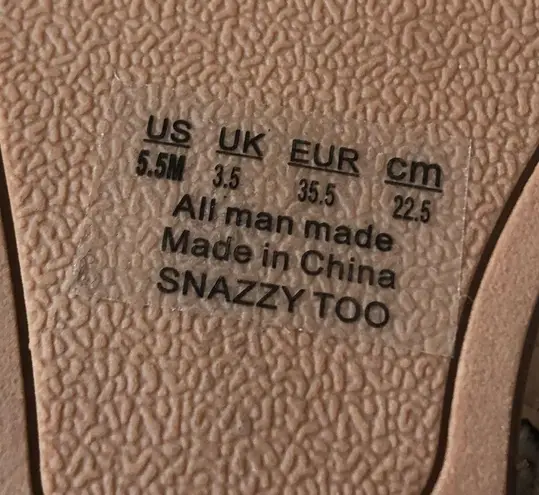 US UK EUR cm
5.5M 3.5 35.5 22.5
All man made
Made in China
SNAZZY TOO